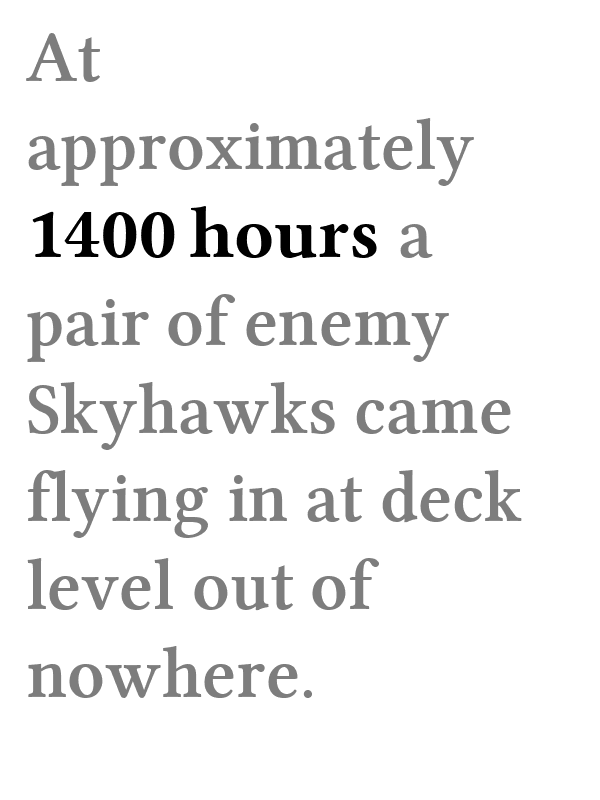 At
approximately
1400 hours a
pair of enemy
Skyhawks came
flying in at deck
level out of
nowhere.